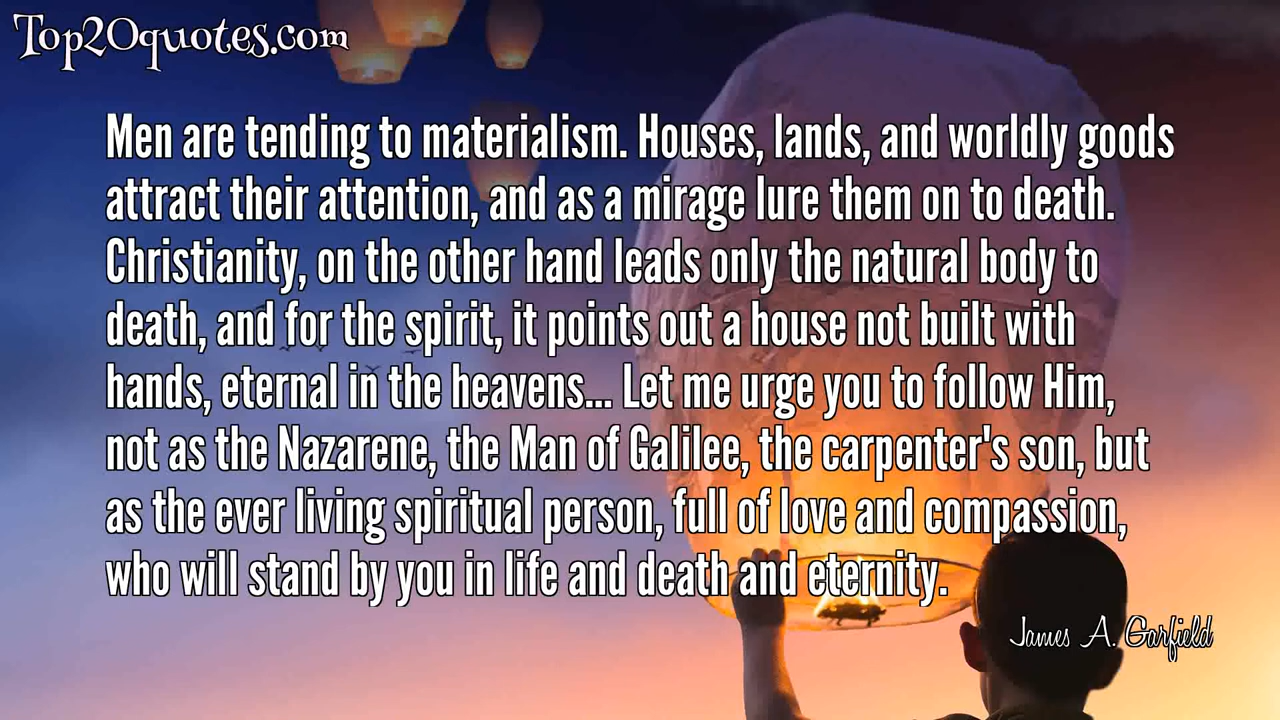 Top20quotes.com
Men are tending to materialism. Houses, lands, and worldly goods
attract their attention, and as a mirage lure them on to death.
Christianity, on the other hand leads only the natural body to
death, and for the spirit, it points out a house not built with
hands, eternal in the heavens... Let me urge you to follow Him,
not as the Nazarene, the Man of Galilee, the carpenter's son, but
as the ever living spiritual person, full of love and compassion,
who will stand by you in life and death and eternity.
James A. Garfield